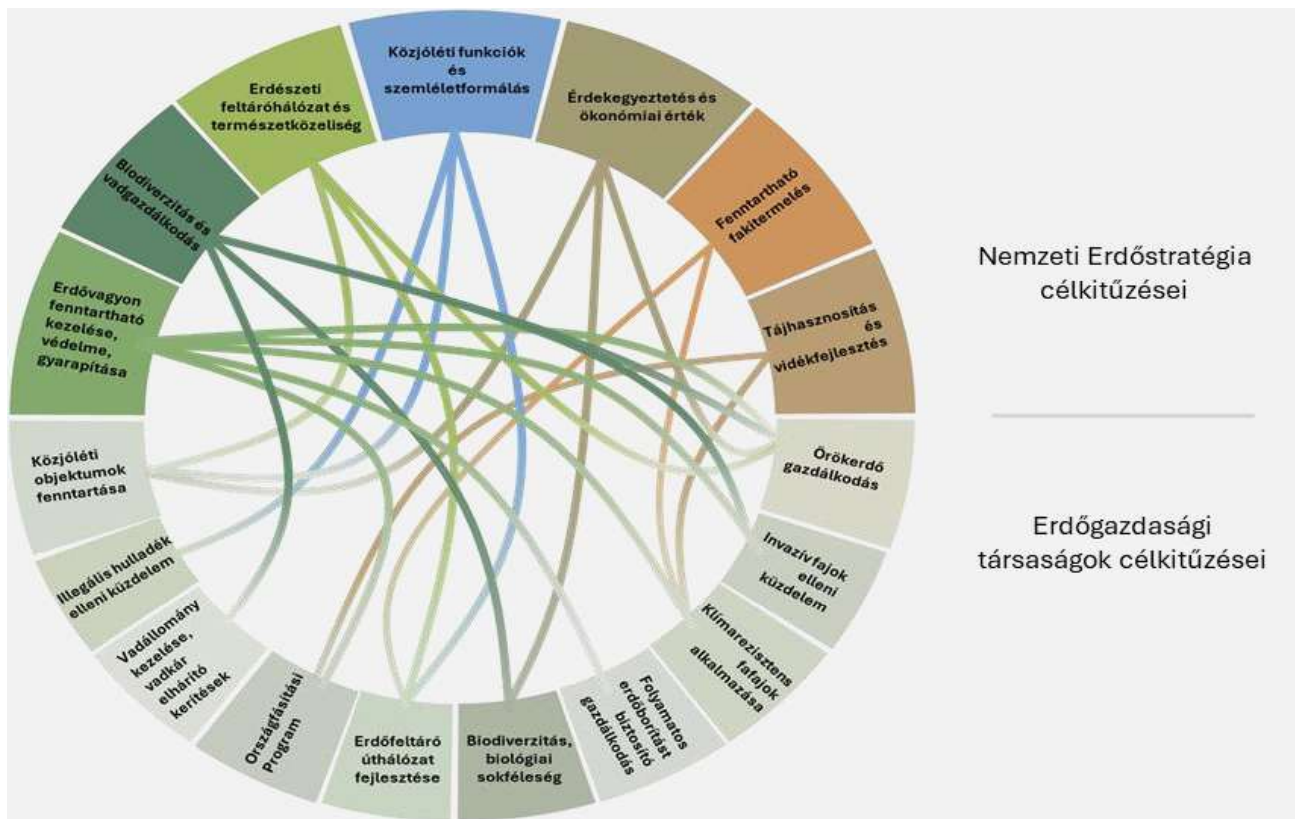 Közjóléti funkciók
és
szemléletformálás
Érdekegyeztetés és
ökonómiai érték
Fenntartható
fakitermelés
Tájhasznosítás
és
vidékfejlesztés
Erdészeti
feltáróhálózat és
természetközeliség
Biodiverzitás és
vadgazdálkodás
Erdővagyon
fenntartható
kezelése,
védelme,
gyarapítása
Közjóléti
objektumok
fenntartása
Illegális hulladék
elleni küzdelem
Vadállomány
kezelése,
vadkár
elhárító
kerítések
Országfásítási
Program
Erdőfeltáró
úthálózat
fejlesztése
Biodiverzitás,
biológiai
sokféleség
Folyamatos
erdőborítást
biztosító
gazdálkodás
Klímarezisztens
fafajok
alkalmazása
Invazív fajok
elleni
küzdelem
Örökerdő
gazdálkodás
Nemzeti Erdőstratégia
célkitűzései
Erdőgazdasági
társaságok célkitűzései